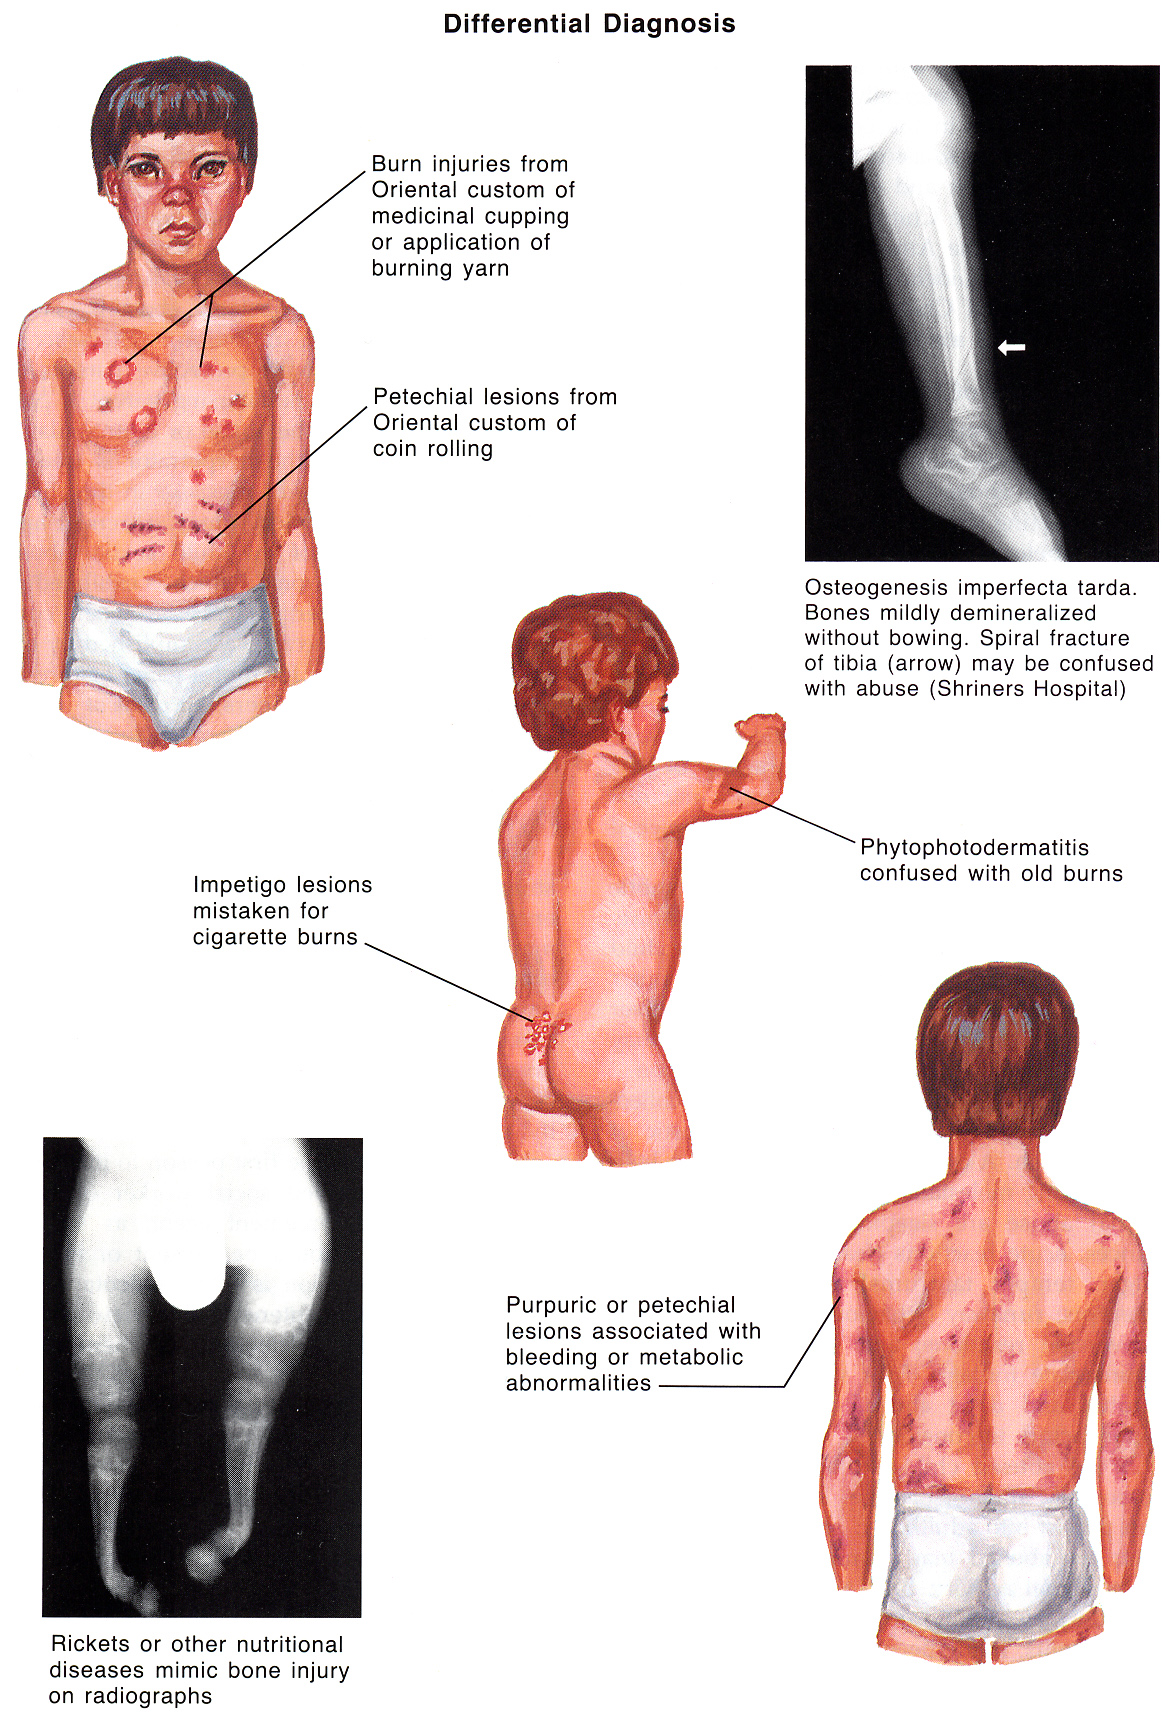 Differential Diagnosis
Burn injuries from
Oriental custom of
medicinal cupping
or application of
burning yarn
Petechial lesions from
Oriental custom of
coin rolling
Osteogenesis imperfecta tarda.
Bones mildly demineralized
without bowing. Spiral fracture
of tibia (arrow) may be confused
with abuse (Shriners Hospital)
Phytophotodermatitis
confused with old burns
Impetigo lesions
mistaken for
cigarette burns
Purpuric or petechial
lesions associated with
bleeding or metabolic
abnormalities
Rickets or other nutritional
diseases mimic bone injury
on radiographs